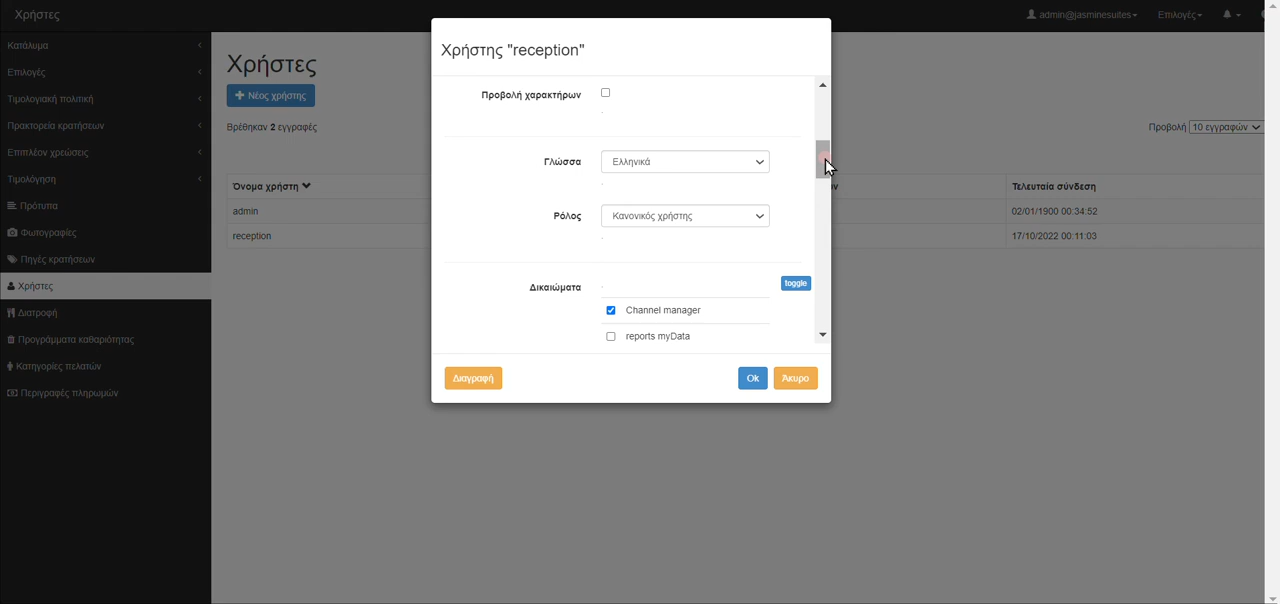 Χρήστες
admin@jasminesuites
Επιλογές
Κατάλυμα
Επιλογές
Τιμολογιακή πολιτική
Πρακτορεία κρατήσεων
Επιπλέον χρεώσεις
Τιμολόγηση
Πρότυπα
Φωτογραφίες
Πηγές κρατήσεων
Χρήστες
Διατροφή
Προγράμματα καθαριότητας
Κατηγορίες πελατών
Περιγραφές πληρωμών
Χρήστες
Νέος χρήστης
Βρέθηκαν 2 εγγραφές
Προβολή 10 εγγραφών
Όνομα χρήστη
Τελευταία σύνδεση
admin
02/01/1900 00:34:52
reception
17/10/2022 00:11:03
Χρήστης "reception"
Προβολή χαρακτήρων
Γλώσσα
Ελληνικά
Ρόλος
Κανονικός χρήστης
Δικαιώματα
toggle
Channel manager
reports myData
Διαγραφή
Ok
Άκυρο